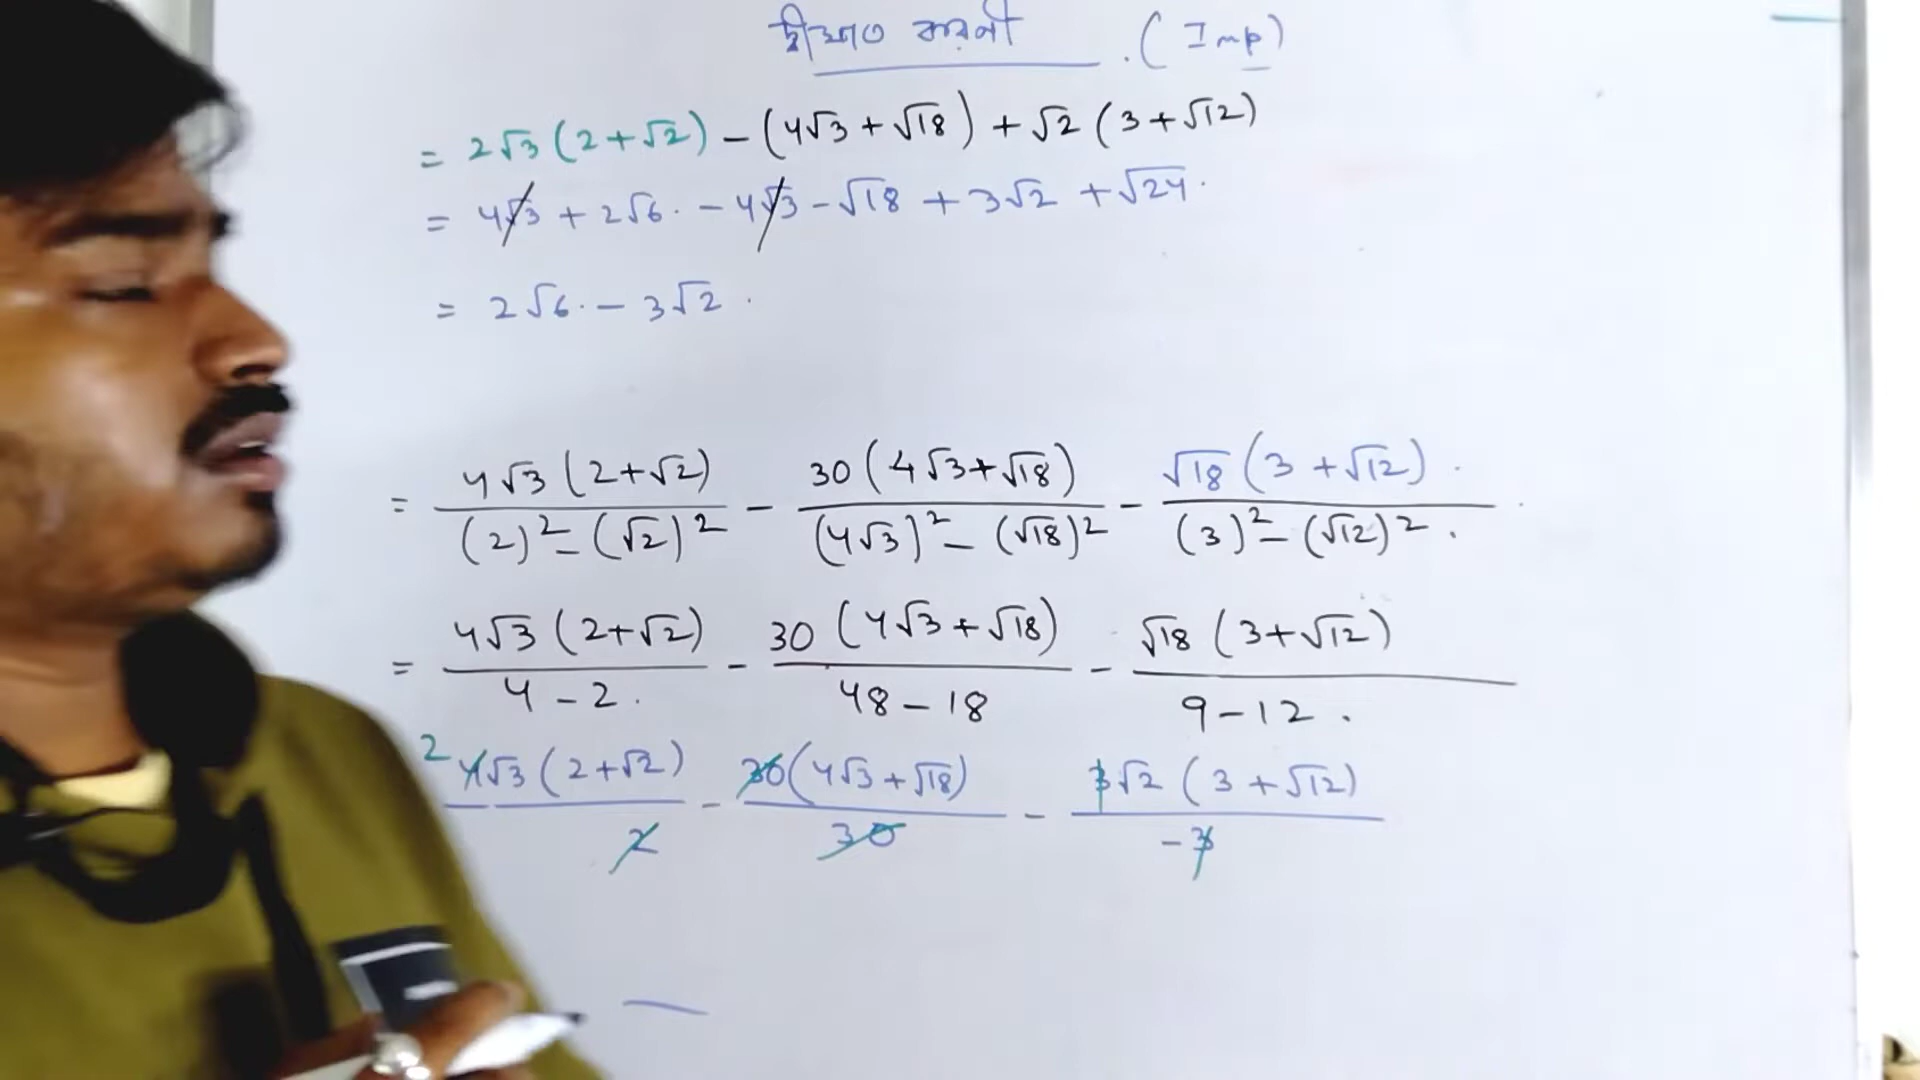 দ্বীঘাত করণী . (Imp)
= 2√3 (2+√2) - (4√3 + √18) + √2 (3+√12)
= 4√3 + 2√6 . - 4√3 - √18 + 3√2 + √24 .
= 2√6 . - 3√2 .
= 4√3 (2+√2) / (2)² - (√2)² - 30 (4√3+√18) / (4√3)² - (√18)² - √18 (3+√12) . / (3)² - (√12)² .
= 4√3 (2+√2) / 4-2 . - 30 (4√3+√18) / 48-18 - √18 (3+√12) / 9-12 .
2 4√3 (2+√2) / 2 - 30 (4√3+√18) / 30 - 3√2 (3+√12) / -3